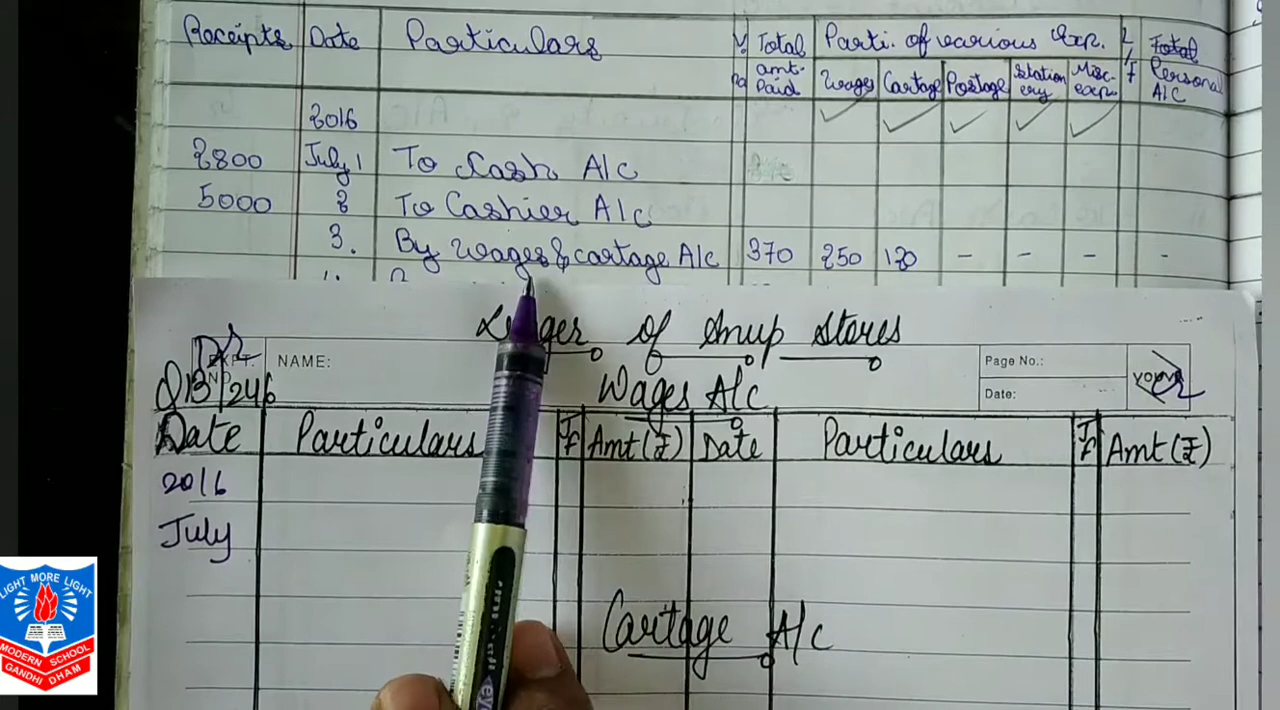 Receipts Date Particulars V. Total Parti. of various Exp. L/F Total
No amt. Paid Wages Cartage Postage Stationery Misc. exp. Personal A/C
2016
2800 July 1 To Cash A/c
5000 2 To Cashier A/c
3. By wages & cartage A/c 370 250 120 - - - -
Ledger of Anup Stores
NAME: Page No.:
Q13/246 Wages A/c Date:
Date Particulars J/F Amt (₹) Date Particulars J/F Amt (₹)
2016
July
Cartage A/c
LIGHT MORE LIGHT
MODERN SCHOOL
GANDHIDHAM